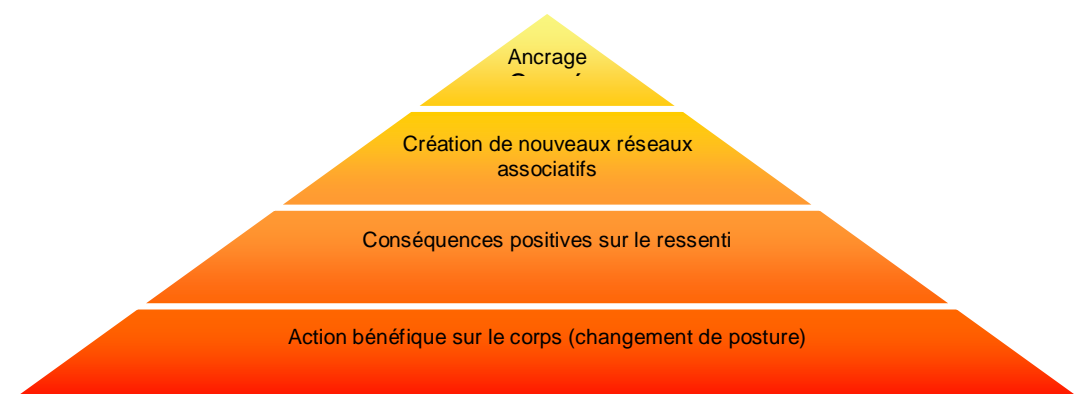 Ancrage
Création de nouveaux réseaux
associatifs
Conséquences positives sur le ressenti
Action bénéfique sur le corps (changement de posture)